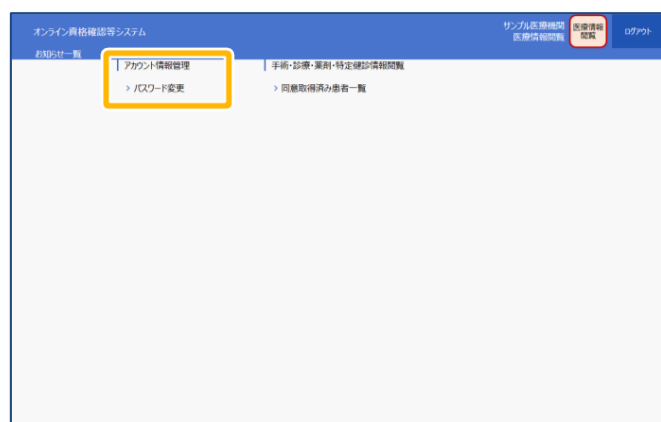 オンライン資格確認等システム
サンプル医療機関
医療情報閲覧
医療情報
閲覧
ログアウト
お知らせ一覧
アカウント情報管理
手術・診療・薬剤・特定健診情報閲覧
> パスワード変更
> 同意取得済み患者一覧